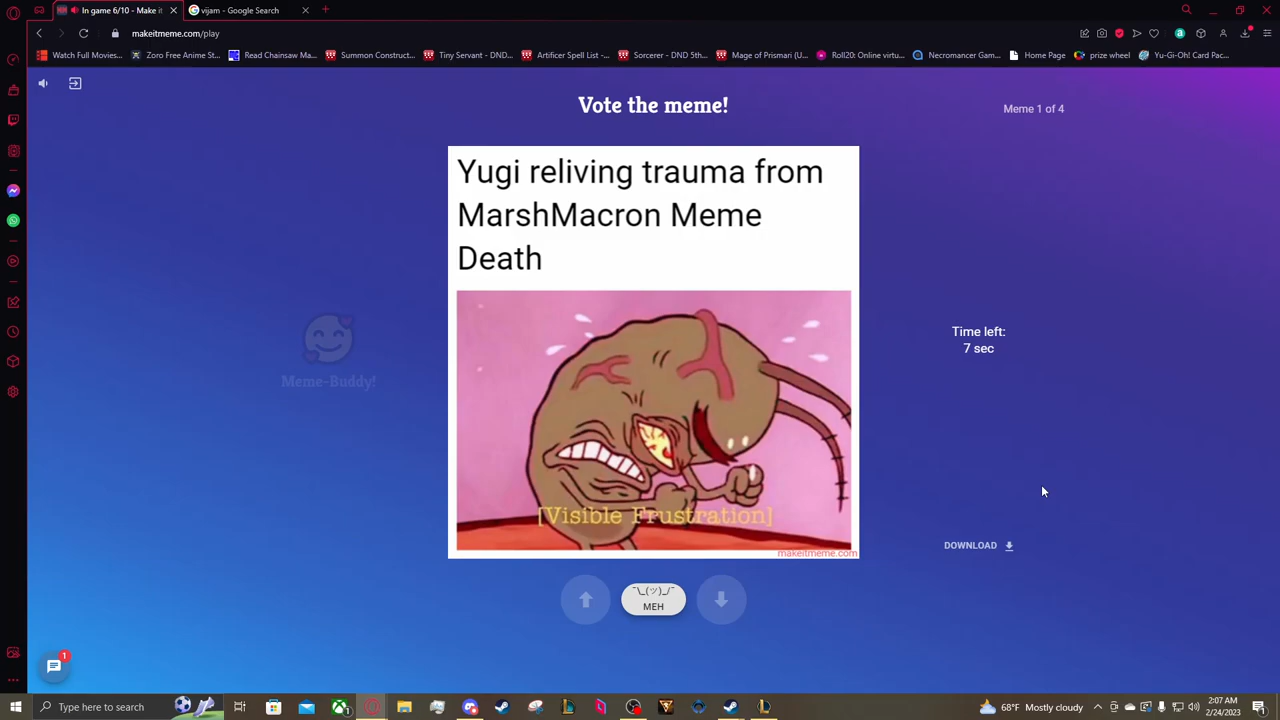 In game 6/10 - Make it
vijam - Google Search
makeitmeme.com/play
Watch Full Movies...
Zoro Free Anime St...
Read Chainsaw Ma...
Summon Construct...
Tiny Servant - DND...
Artificer Spell List -...
Sorcerer - DND 5th...
Mage of Prismari (U...
Roll20: Online virtu...
Necromancer Gam...
Home Page
prize wheel
Yu-Gi-Oh! Card Pac...
Vote the meme!
Meme 1 of 4
Yugi reliving trauma from
MarshMacron Meme
Death
Meme-Buddy!
Time left:
7 sec
[Visible Frustration]
makeitmeme.com
DOWNLOAD
¯\_(ツ)_/¯
MEH
1
Type here to search
68°F Mostly cloudy
2:07 AM
2/24/2023